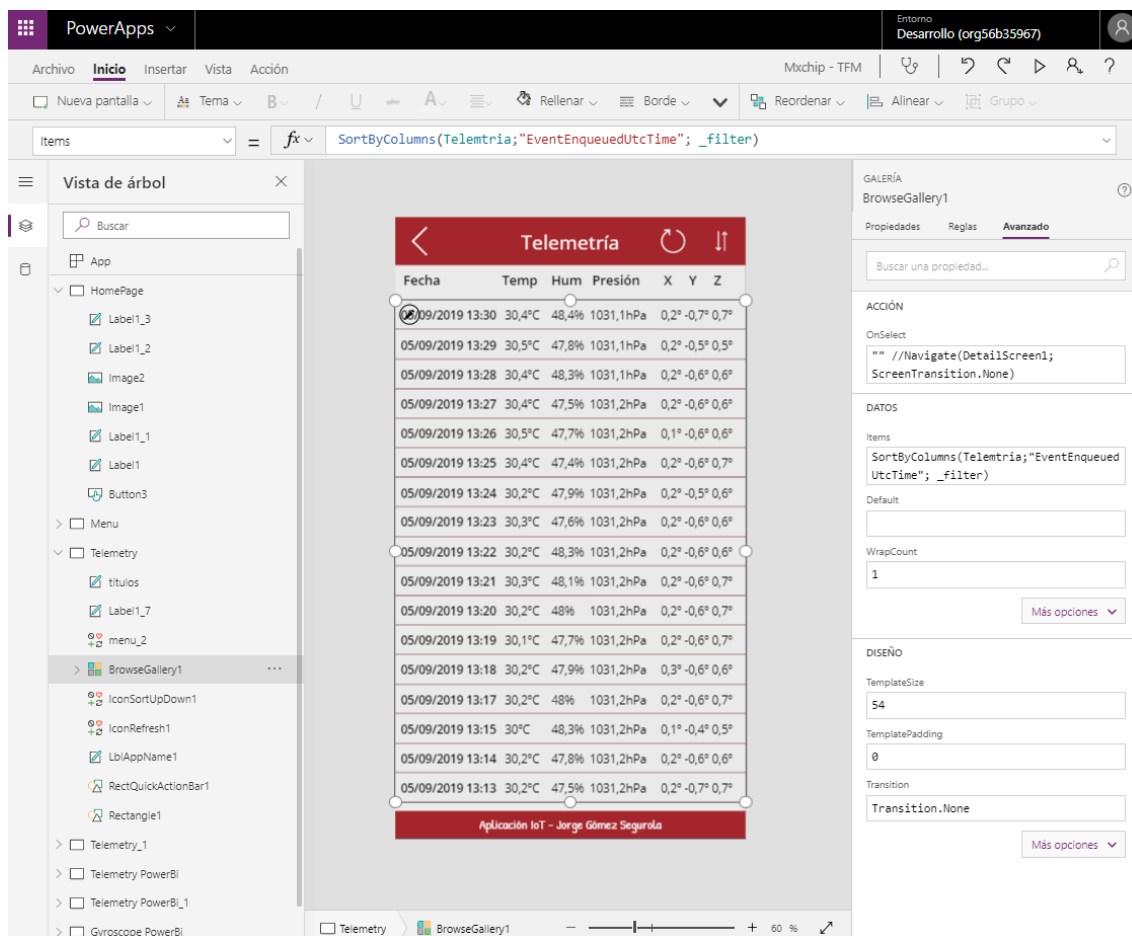 PowerApps
Entorno
Desarrollo (org56b35967)
Archivo Inicio Insertar Vista Acción
Mxchip - TFM
Nueva pantalla Tema B / U abc A Rellenar Borde Reordenar Alinear Grupo
Items = fx SortByColumns(Telemtria;"EventEnqueuedUtcTime"; _filter)
Vista de árbol
Buscar
App
HomePage
Label1_3
Label1_2
Image2
Image1
Label1_1
Label1
Button3
Menu
Telemetry
titulos
Label1_7
menu_2
BrowseGallery1 ...
IconSortUpDown1
IconRefresh1
LblAppName1
RectQuickActionBar1
Rectangle1
Telemetry_1
Telemetry PowerBi
Telemetry PowerBi_1
Gyroscope PowerBi
Telemetría
Fecha Temp Hum Presión X Y Z
05/09/2019 13:30 30,4°C 48,4% 1031,1hPa 0,2° -0,7° 0,7°
05/09/2019 13:29 30,5°C 47,8% 1031,1hPa 0,2° -0,5° 0,5°
05/09/2019 13:28 30,4°C 48,3% 1031,1hPa 0,2° -0,6° 0,6°
05/09/2019 13:27 30,4°C 47,5% 1031,2hPa 0,2° -0,6° 0,6°
05/09/2019 13:26 30,5°C 47,7% 1031,2hPa 0,1° -0,6° 0,6°
05/09/2019 13:25 30,4°C 47,4% 1031,2hPa 0,2° -0,6° 0,7°
05/09/2019 13:24 30,2°C 47,9% 1031,2hPa 0,2° -0,5° 0,6°
05/09/2019 13:23 30,3°C 47,6% 1031,2hPa 0,2° -0,6° 0,6°
05/09/2019 13:22 30,2°C 48,3% 1031,2hPa 0,2° -0,6° 0,6°
05/09/2019 13:21 30,3°C 48,1% 1031,2hPa 0,2° -0,6° 0,7°
05/09/2019 13:20 30,2°C 48% 1031,2hPa 0,2° -0,6° 0,7°
05/09/2019 13:19 30,1°C 47,7% 1031,2hPa 0,2° -0,6° 0,7°
05/09/2019 13:18 30,2°C 47,9% 1031,2hPa 0,3° -0,6° 0,6°
05/09/2019 13:17 30,2°C 48% 1031,2hPa 0,2° -0,6° 0,7°
05/09/2019 13:15 30°C 48,3% 1031,2hPa 0,1° -0,4° 0,5°
05/09/2019 13:14 30,2°C 47,8% 1031,2hPa 0,2° -0,6° 0,6°
05/09/2019 13:13 30,2°C 47,5% 1031,2hPa 0,2° -0,7° 0,7°
Aplicación IoT - Jorge Gómez Segurola
Telemetry BrowseGallery1 60 %
GALERÍA
BrowseGallery1
Propiedades Reglas Avanzado
Buscar una propiedad...
ACCIÓN
OnSelect
"" //Navigate(DetailScreen1;
ScreenTransition.None)
DATOS
Items
SortByColumns(Telemtria;"EventEnqueued
UtcTime"; _filter)
Default
WrapCount
1
Más opciones
DISEÑO
TemplateSize
54
TemplatePadding
0
Transition
Transition.None
Más opciones